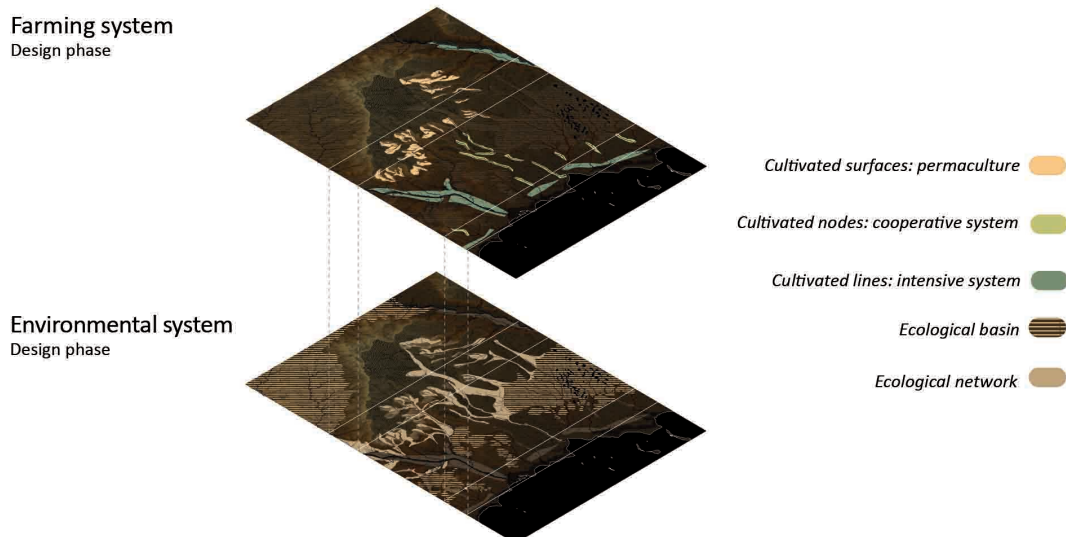 Farming system
Design phase
Cultivated surfaces: permaculture
Cultivated nodes: cooperative system
Cultivated lines: intensive system
Environmental system
Design phase
Ecological basin
Ecological network